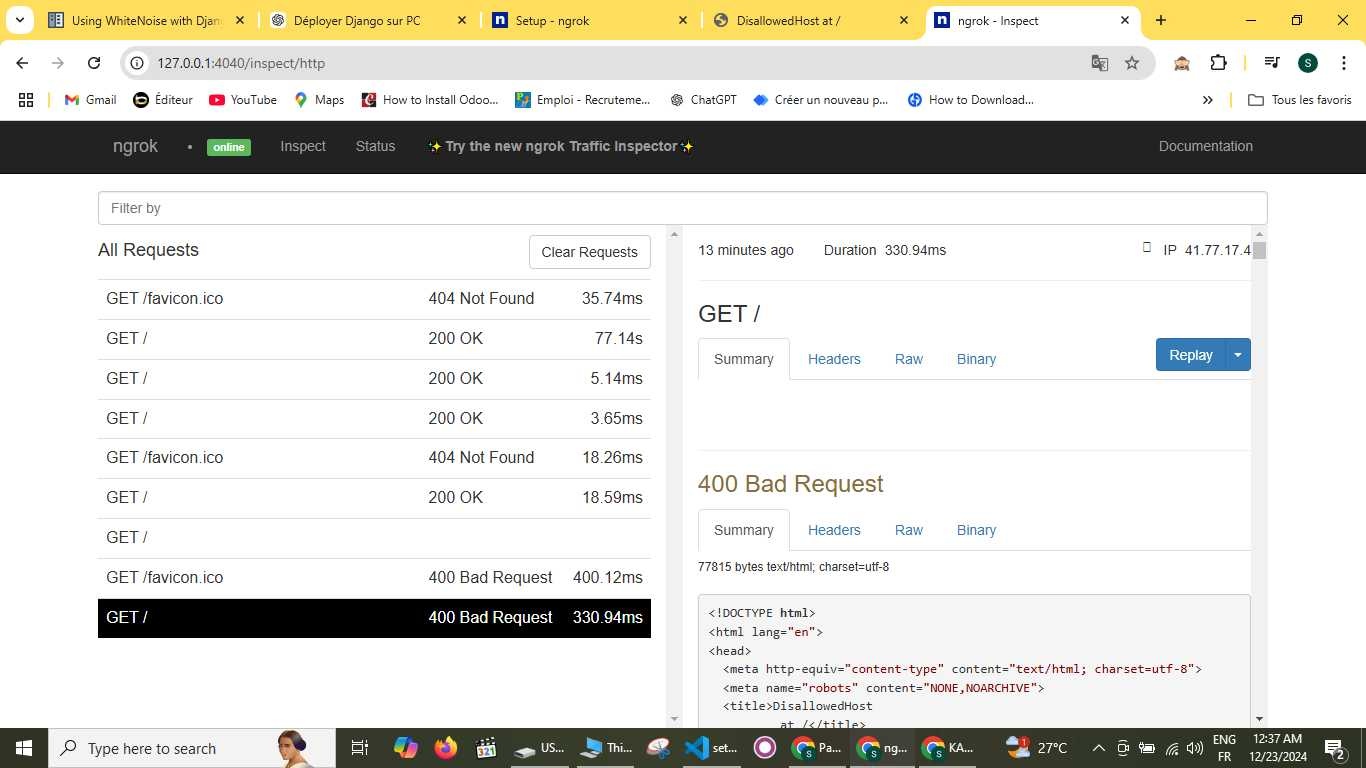 Using WhiteNoise with Djan
Déployer Django sur PC
Setup - ngrok
DisallowedHost at /
ngrok - Inspect
127.0.0.1:4040/inspect/http
S
Gmail
Éditeur
YouTube
Maps
How to Install Odoo...
Emploi - Recruteme...
ChatGPT
Créer un nouveau p...
How to Download...
Tous les favoris
ngrok
online
Inspect
Status
✨ Try the new ngrok Traffic Inspector ✨
Documentation
Filter by
All Requests
Clear Requests
GET /favicon.ico 404 Not Found 35.74ms
GET / 200 OK 77.14s
GET / 200 OK 5.14ms
GET / 200 OK 3.65ms
GET /favicon.ico 404 Not Found 18.26ms
GET / 200 OK 18.59ms
GET /
GET /favicon.ico 400 Bad Request 400.12ms
GET / 400 Bad Request 330.94ms
13 minutes ago Duration 330.94ms IP 41.77.17.4
GET /
Summary Headers Raw Binary
Replay
400 Bad Request
Summary Headers Raw Binary
77815 bytes text/html; charset=utf-8
<!DOCTYPE html>
<html lang="en">
<head>
<meta http-equiv="content-type" content="text/html; charset=utf-8">
<meta name="robots" content="NONE,NOARCHIVE">
<title>DisallowedHost
at /</title>
Type here to search
321
US...
Thi...
set...
Pa...
ng...
KA...
27°C
ENG
FR
12:37 AM
12/23/2024
2